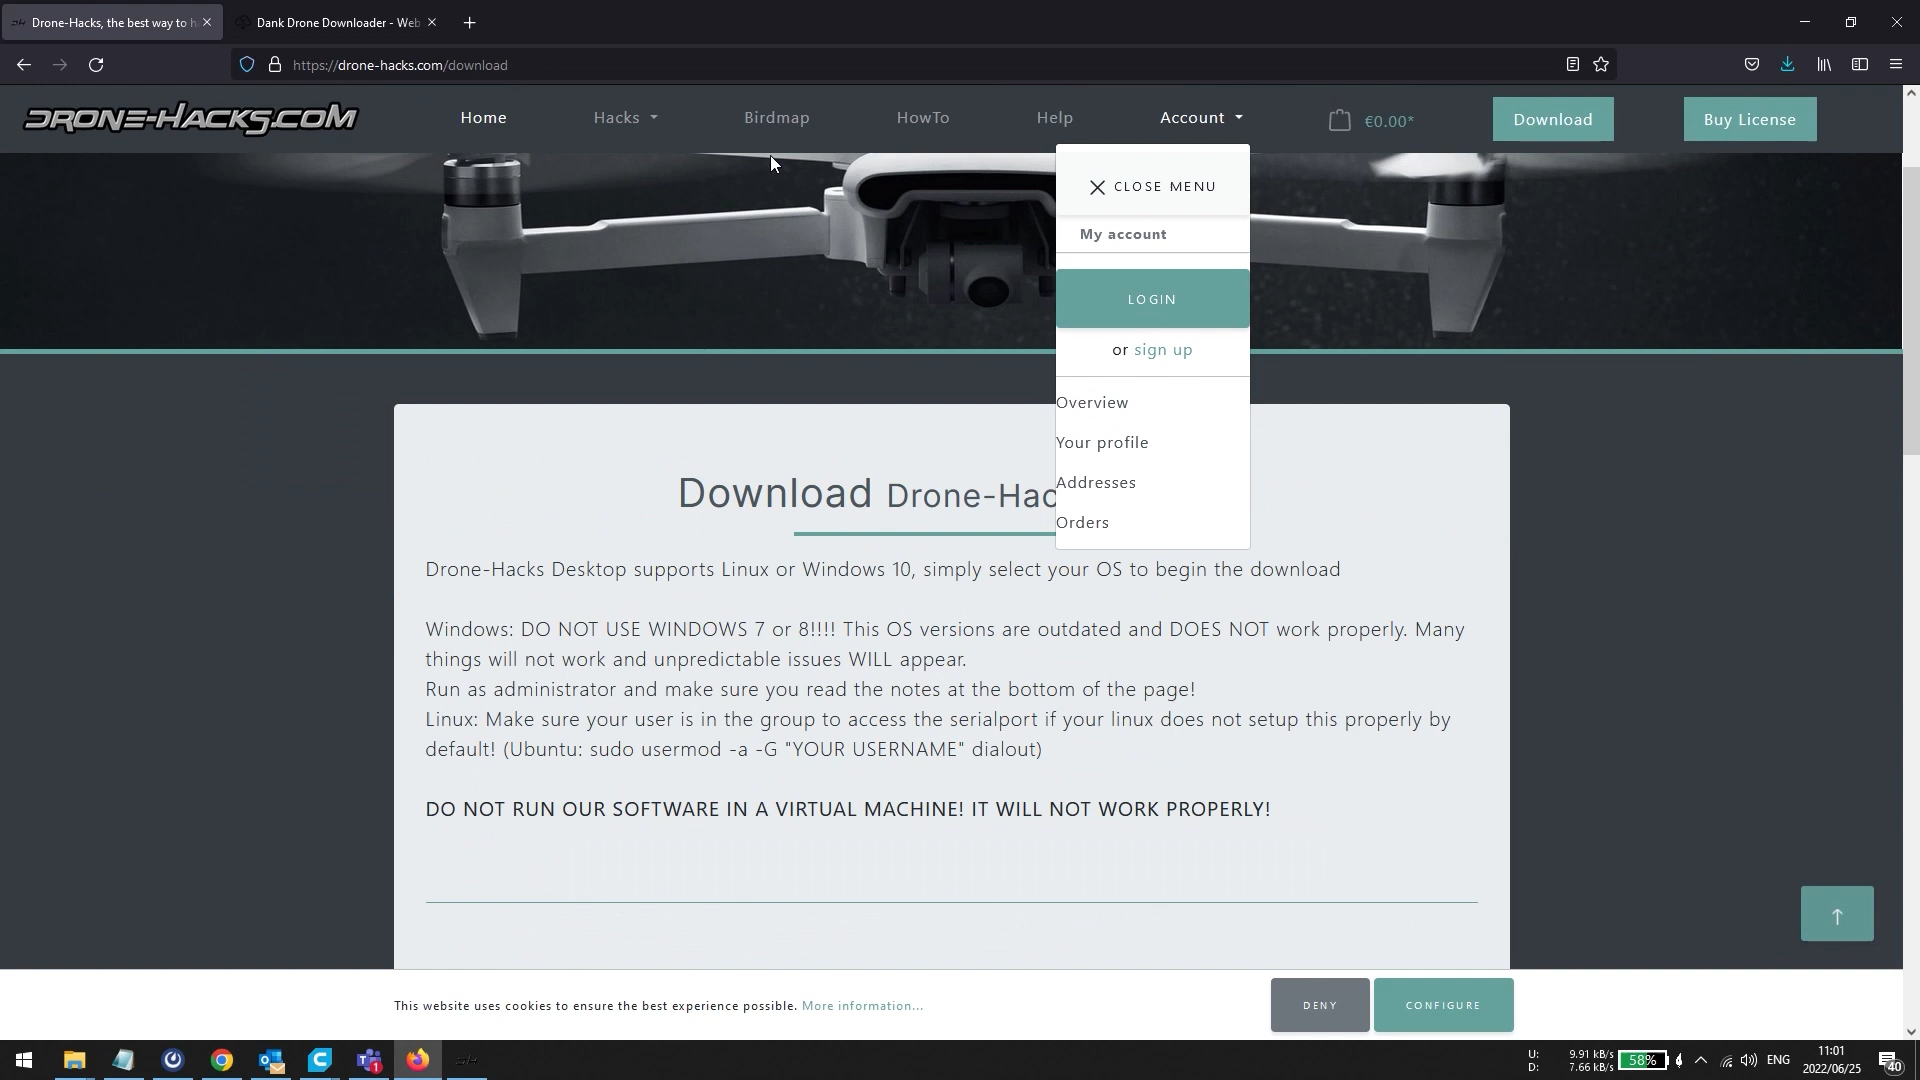 Drone-Hacks, the best way to h
Dank Drone Downloader - Web
https://drone-hacks.com/download
DRONE-HACKS.COM
Home
Hacks
Birdmap
HowTo
Help
Account
€0.00*
Download
Buy License
CLOSE MENU
My account
LOGIN
or sign up
Overview
Your profile
Addresses
Orders
Download Drone-Hac
Drone-Hacks Desktop supports Linux or Windows 10, simply select your OS to begin the download
Windows: DO NOT USE WINDOWS 7 or 8!!!! This OS versions are outdated and DOES NOT work properly. Many
things will not work and unpredictable issues WILL appear.
Run as administrator and make sure you read the notes at the bottom of the page!
Linux: Make sure your user is in the group to access the serialport if your linux does not setup this properly by
default! (Ubuntu: sudo usermod -a -G "YOUR USERNAME" dialout)
DO NOT RUN OUR SOFTWARE IN A VIRTUAL MACHINE! IT WILL NOT WORK PROPERLY!
This website uses cookies to ensure the best experience possible. More information...
DENY
CONFIGURE
U: 9.91 kB/s
D: 7.66 kB/s
58%
ENG
11:01
2022/06/25
40
1